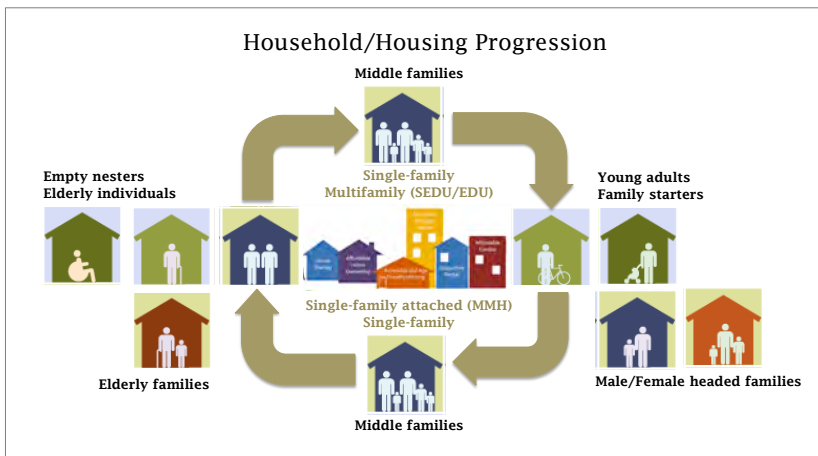 Household/Housing Progression
Middle families
Single-family
Multifamily (SEDU/EDU)
Empty nesters
Elderly individuals
Young adults
Family starters
Single-family attached (MMH)
Single-family
Elderly families
Male/Female headed families
Middle families